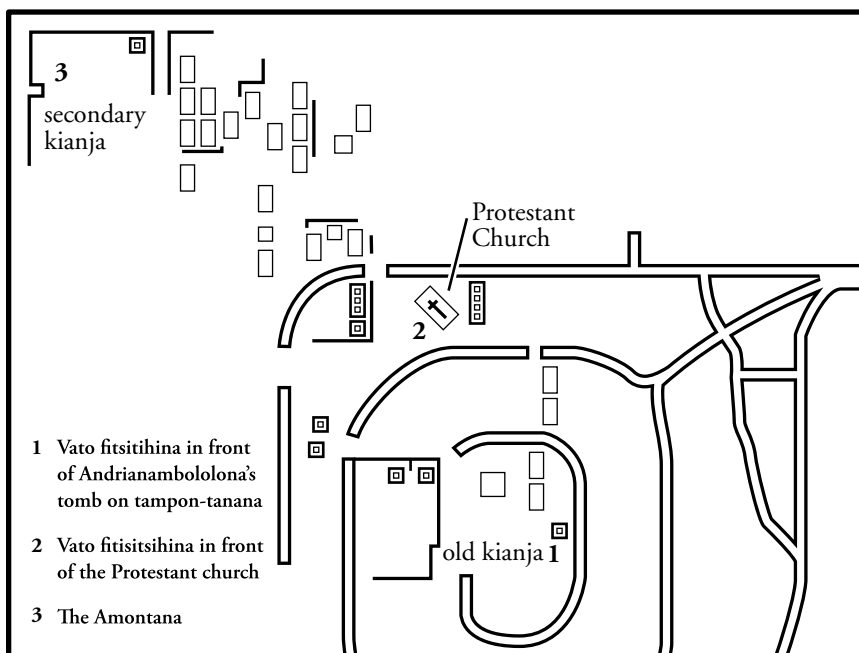 3
secondary
kianja
Protestant
Church
2
1 Vato fitsitihina in front
of Andrianambololona’s
tomb on tampon-tanana
old kianja 1
2 Vato fitisitsihina in front
of the Protestant church
3 The Amontana